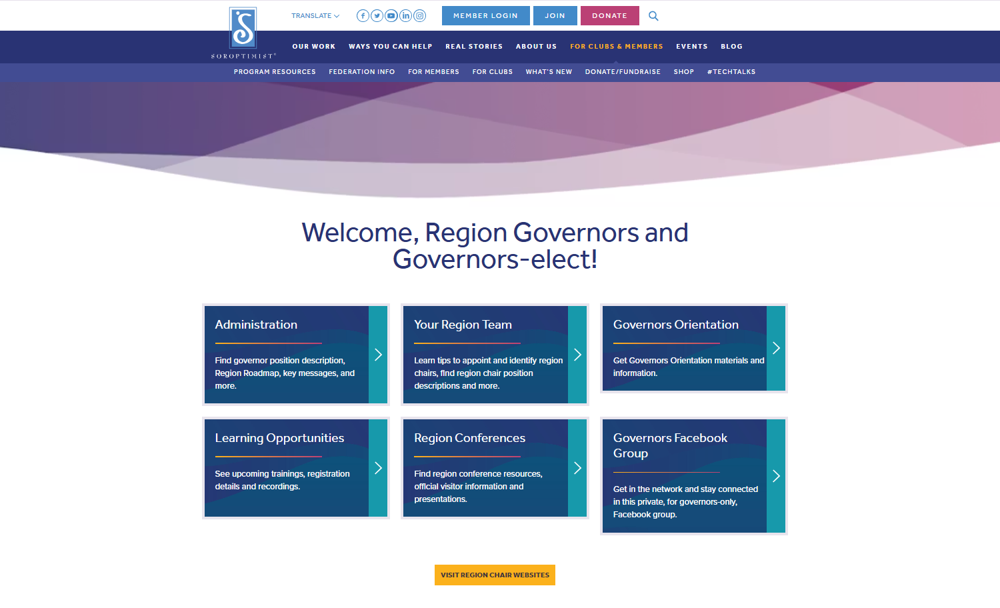 TRANSLATE
MEMBER LOGIN
JOIN
DONATE
S
SOROPTIMIST®
OUR WORK
WAYS YOU CAN HELP
REAL STORIES
ABOUT US
FOR CLUBS & MEMBERS
EVENTS
BLOG
PROGRAM RESOURCES
FEDERATION INFO
FOR MEMBERS
FOR CLUBS
WHAT'S NEW
DONATE/FUNDRAISE
SHOP
#TECHTALKS
Welcome, Region Governors and
Governors-elect!
Administration
Find governor position description,
Region Roadmap, key messages, and
more.
Your Region Team
Learn tips to appoint and identify region
chairs, find region chair position
descriptions and more.
Governors Orientation
Get Governors Orientation materials and
information.
Learning Opportunities
See upcoming trainings, registration
details and recordings.
Region Conferences
Find region conference resources,
official visitor information and
presentations.
Governors Facebook
Group
Get in the network and stay connected
in this private, for governors-only,
Facebook group.
VISIT REGION CHAIR WEBSITES